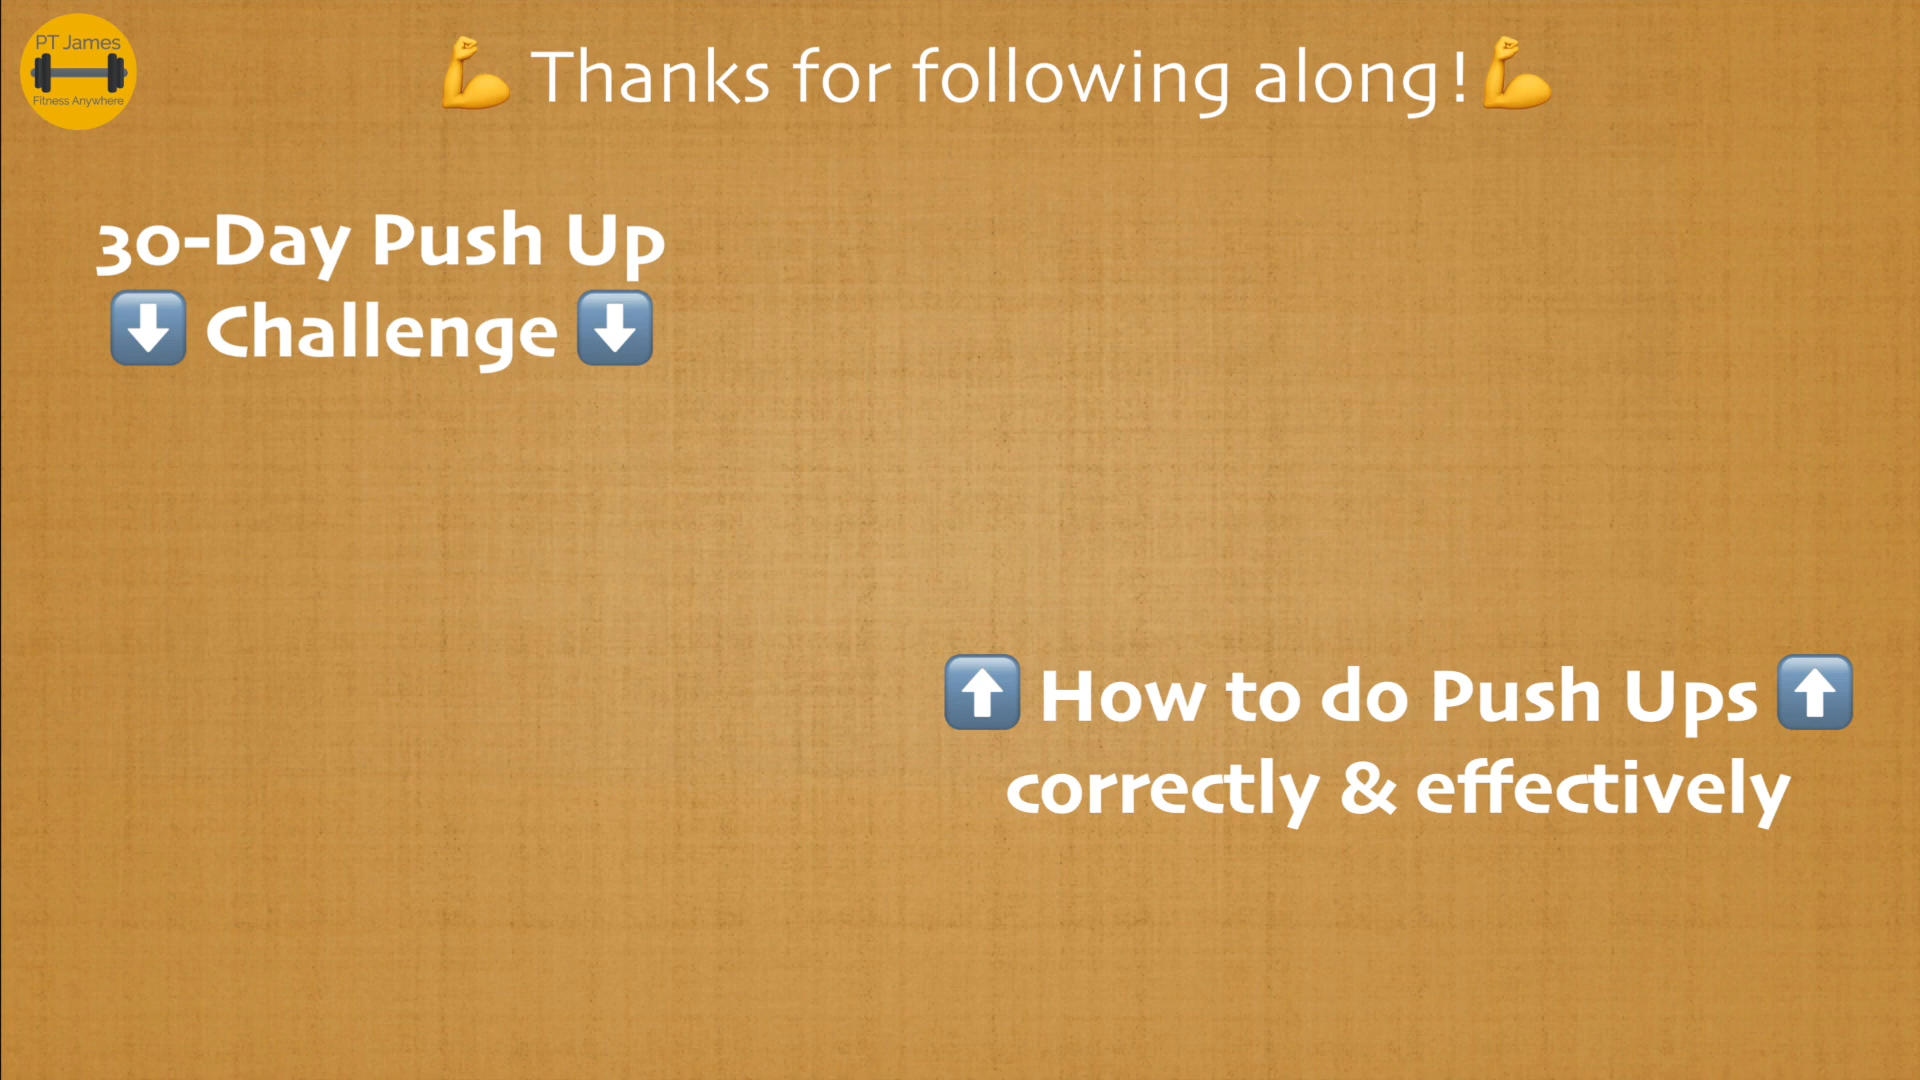 PT James
Fitness Anywhere
💪 Thanks for following along! 💪
30-Day Push Up
⬇️ Challenge ⬇️
⬆️ How to do Push Ups ⬆️
correctly & effectively